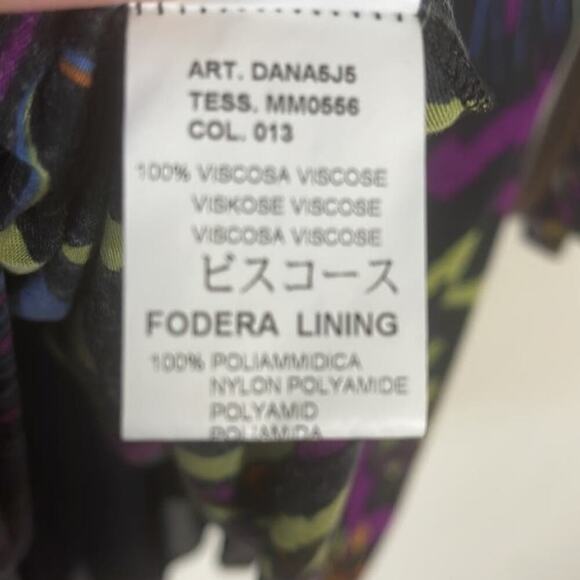 ART. DANA5J5
TESS. MM0556
COL. 013
100% VISCOSA VISCOSE
VISKOSE VISCOSE
VISCOSA VISCOSE
ビスコース
FODERA LINING
100% POLIAMMIDICA
NYLON POLYAMIDE
POLYAMID
POLIAMIDA